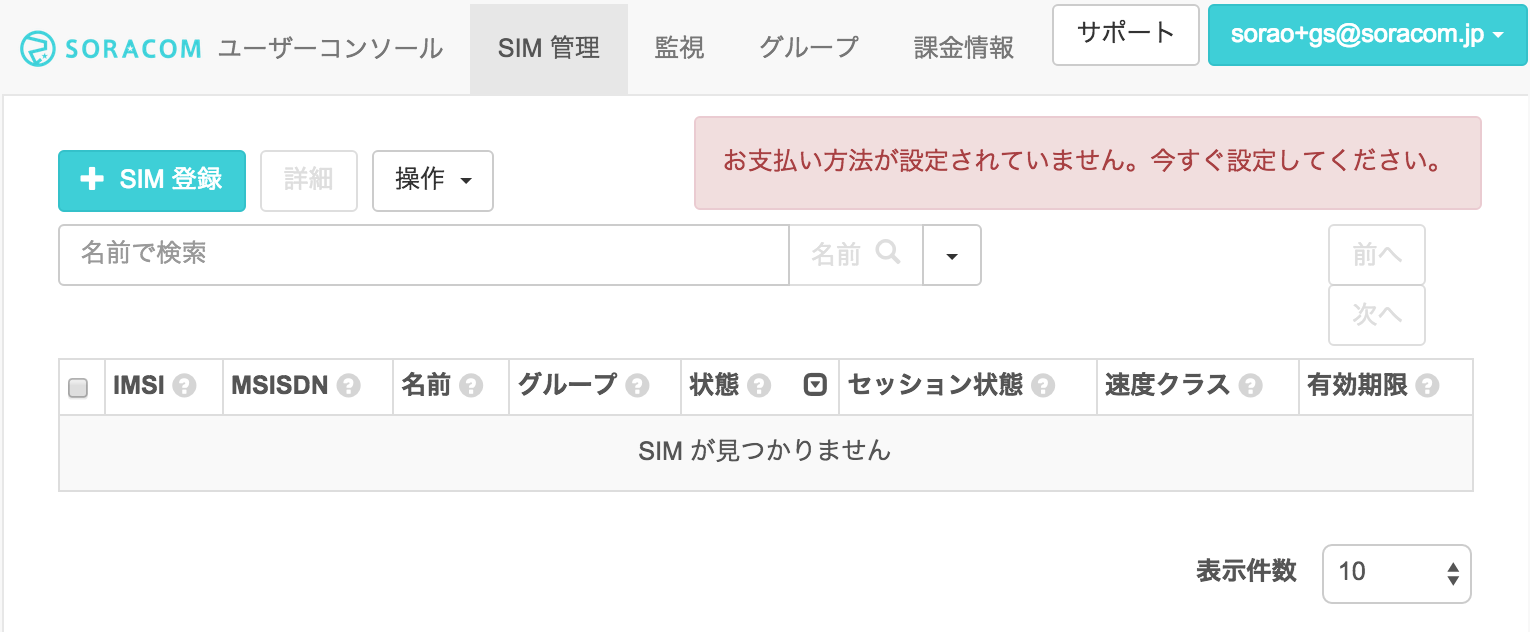 SORACOM ユーザーコンソール SIM 管理 監視 グループ 課金情報 サポート sorao+gs@soracom.jp
お支払い方法が設定されていません。今すぐ設定してください。
SIM 登録 詳細 操作
名前で検索 名前 前へ
次へ
IMSI ? MSISDN ? 名前 ? グループ ? 状態 ? セッション状態 ? 速度クラス ? 有効期限 ?
SIM が見つかりません
表示件数 10